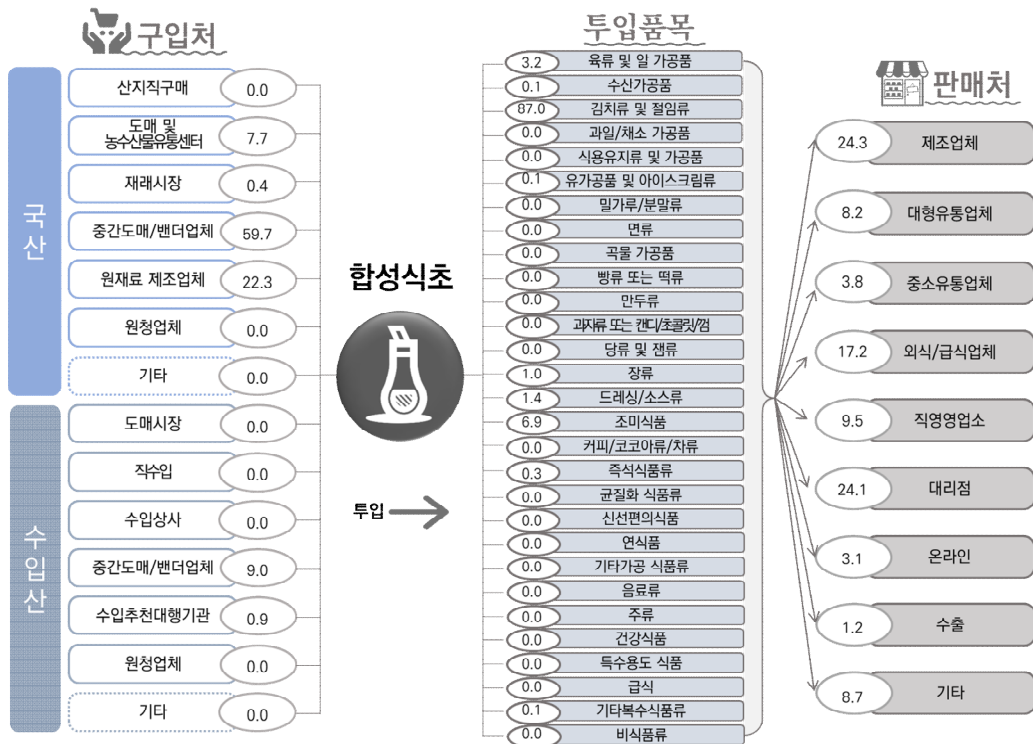 구입처
국산
산지직구매 0.0
도매 및
농수산물유통센터 7.7
재래시장 0.4
중간도매/밴더업체 59.7
원재료 제조업체 22.3
원청업체 0.0
기타 0.0
수입산
도매시장 0.0
직수입 0.0
수입상사 0.0
중간도매/밴더업체 9.0
수입추천대행기관 0.9
원청업체 0.0
기타 0.0
합성식초
투입
투입품목
3.2 육류 및 알 가공품
0.1 수산가공품
87.0 김치류 및 절임류
0.0 과일/채소 가공품
0.0 식용유지류 및 가공품
0.1 유가공품 및 아이스크림류
0.0 밀가루/분말류
0.0 면류
0.0 곡물 가공품
0.0 빵류 또는 떡류
0.0 만두류
0.0 과자류 또는 캔디/초콜릿/껌
0.0 당류 및 잼류
1.0 장류
1.4 드레싱/소스류
6.9 조미식품
0.0 커피/코코아류/차류
0.3 즉석식품류
0.0 균질화 식품류
0.0 신선편의식품
0.0 연식품
0.0 기타가공 식품류
0.0 음료류
0.0 주류
0.0 건강식품
0.0 특수용도 식품
0.0 급식
0.1 기타복수식품류
0.0 비식품류
판매처
24.3 제조업체
8.2 대형유통업체
3.8 중소유통업체
17.2 외식/급식업체
9.5 직영영업소
24.1 대리점
3.1 온라인
1.2 수출
8.7 기타